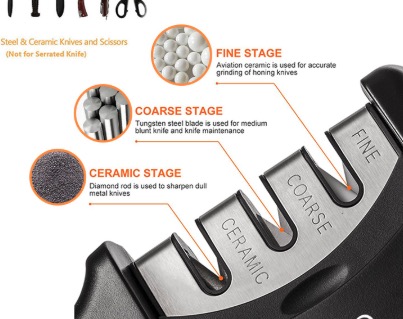 Steel & Ceramic Knives and Scissors
(Not for Serrated Knife)
FINE STAGE
Aviation ceramic is used for accurate
grinding of honing knives
COARSE STAGE
Tungsten steel blade is used for medium
blunt knife and knife maintenance
CERAMIC STAGE
Diamond rod is used to sharpen dull
metal knives
FINE
COARSE
CERAMIC